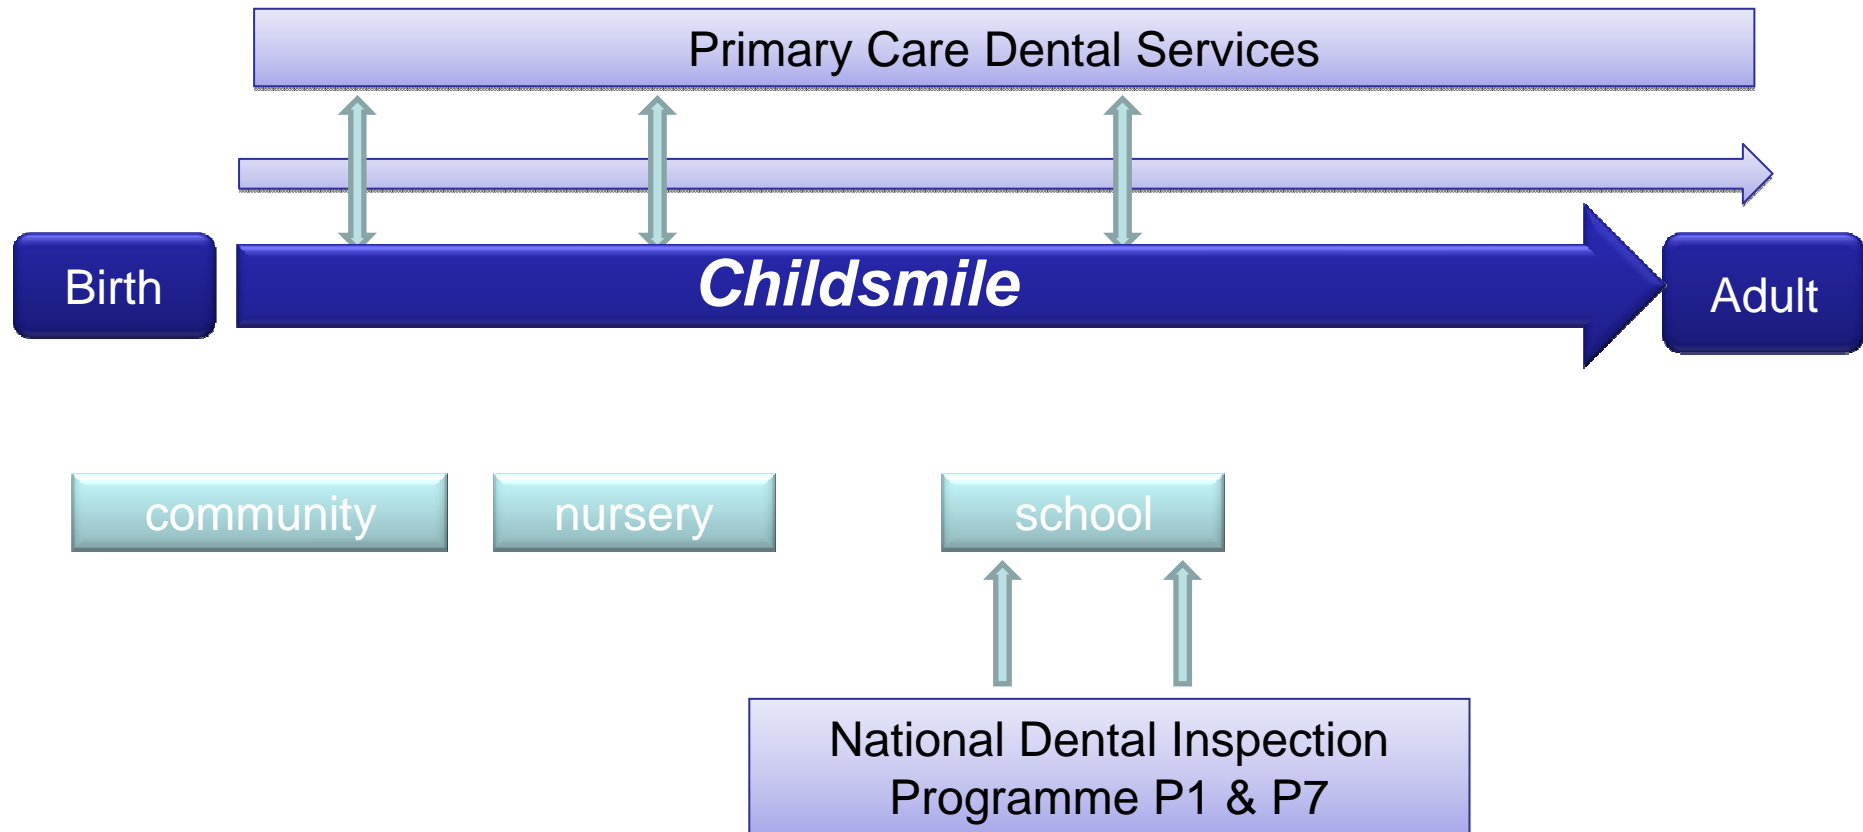 Primary Care Dental Services
Birth
Childsmile
Adult
community
nursery
school
National Dental Inspection
Programme P1 & P7